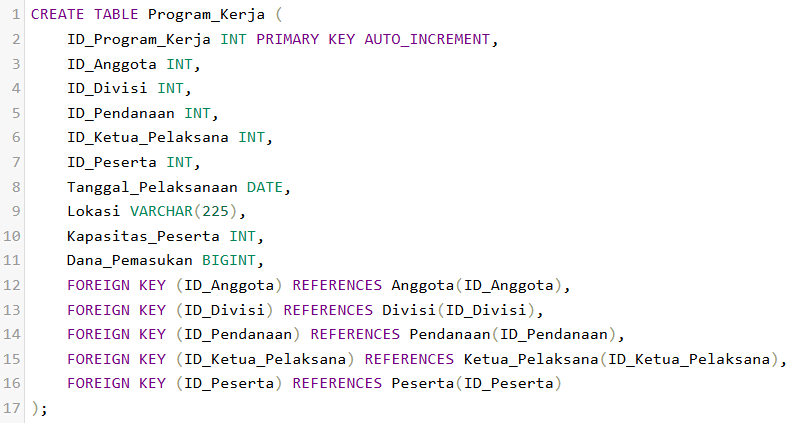 1 CREATE TABLE Program_Kerja (
2 ID_Program_Kerja INT PRIMARY KEY AUTO_INCREMENT,
3 ID_Anggota INT,
4 ID_Divisi INT,
5 ID_Pendanaan INT,
6 ID_Ketua_Pelaksana INT,
7 ID_Peserta INT,
8 Tanggal_Pelaksanaan DATE,
9 Lokasi VARCHAR(225),
10 Kapasitas_Peserta INT,
11 Dana_Pemasukan BIGINT,
12 FOREIGN KEY (ID_Anggota) REFERENCES Anggota(ID_Anggota),
13 FOREIGN KEY (ID_Divisi) REFERENCES Divisi(ID_Divisi),
14 FOREIGN KEY (ID_Pendanaan) REFERENCES Pendanaan(ID_Pendanaan),
15 FOREIGN KEY (ID_Ketua_Pelaksana) REFERENCES Ketua_Pelaksana(ID_Ketua_Pelaksana),
16 FOREIGN KEY (ID_Peserta) REFERENCES Peserta(ID_Peserta)
17 );